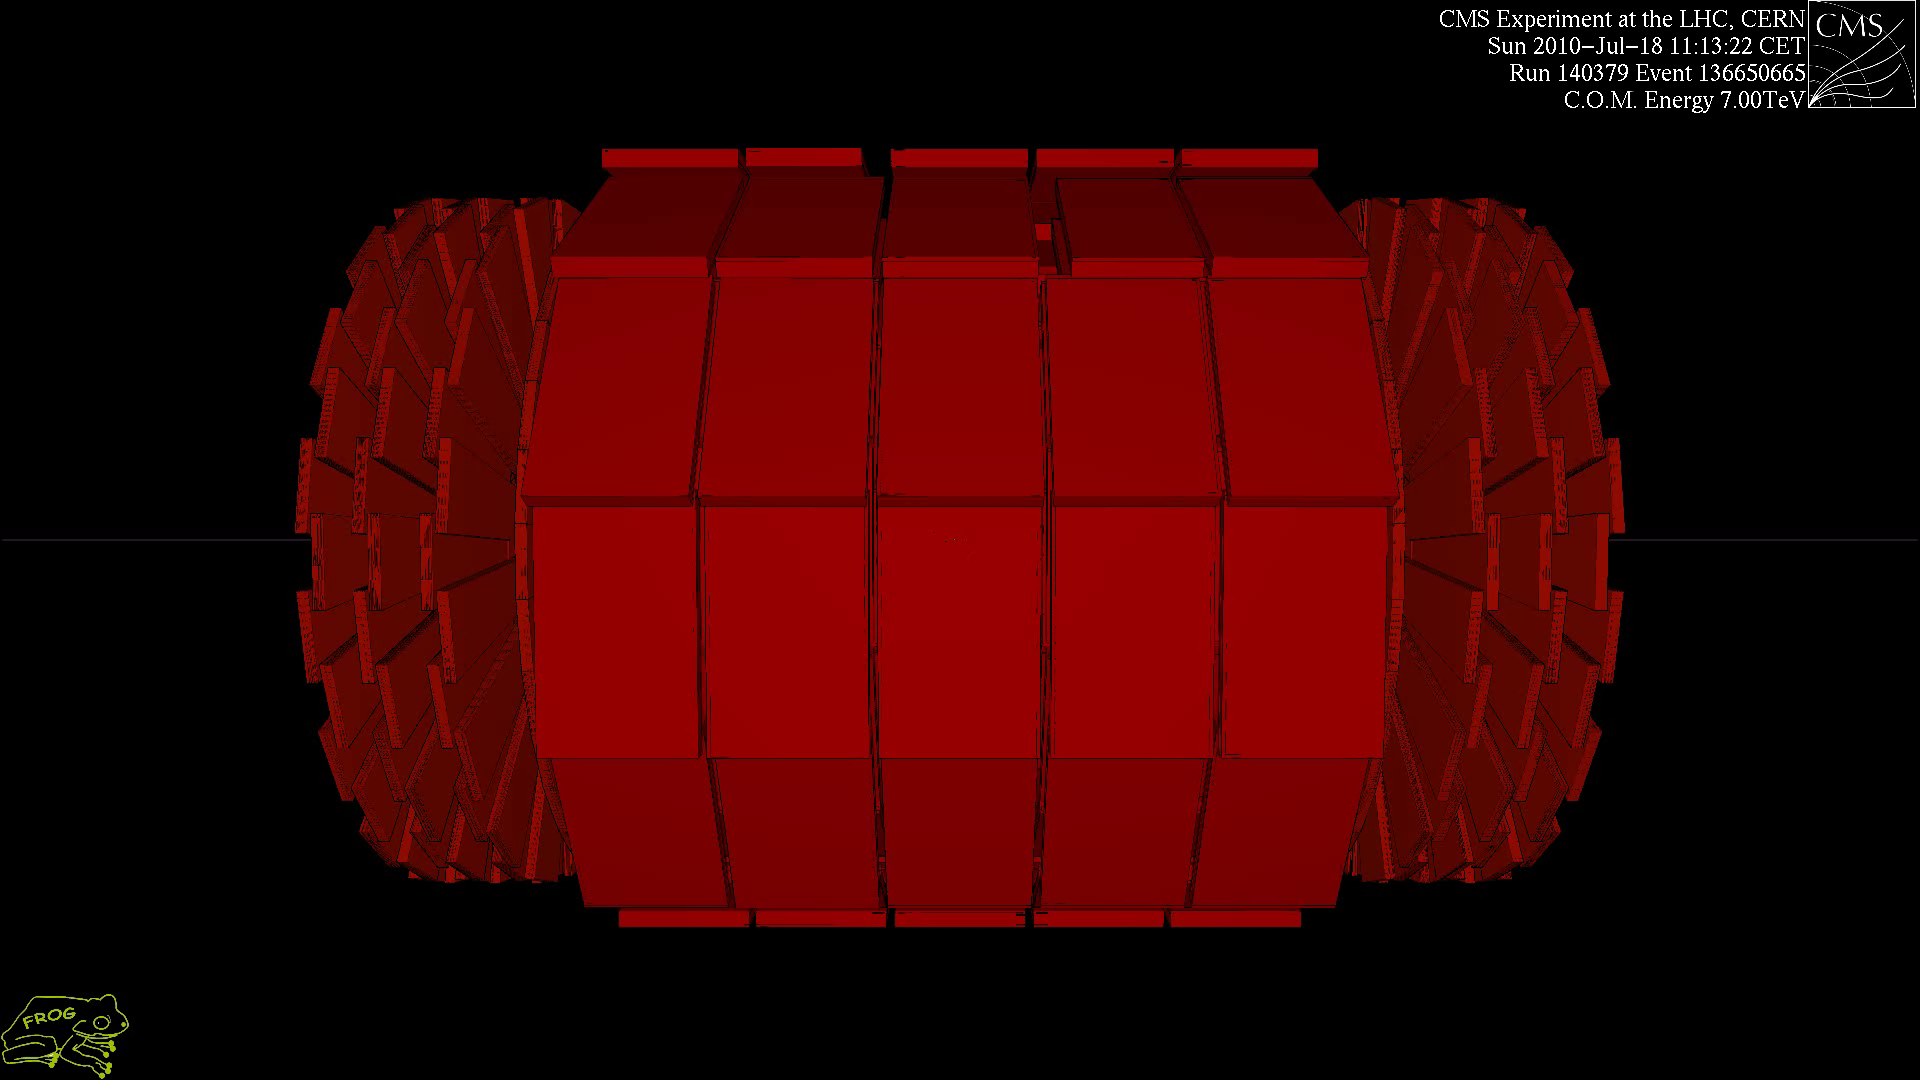 CMS Experiment at the LHC, CERN
Sun 2010-Jul-18 11:13:22 CET
Run 140379 Event 136650665
C.O.M. Energy 7.00TeV
CMS
FROG